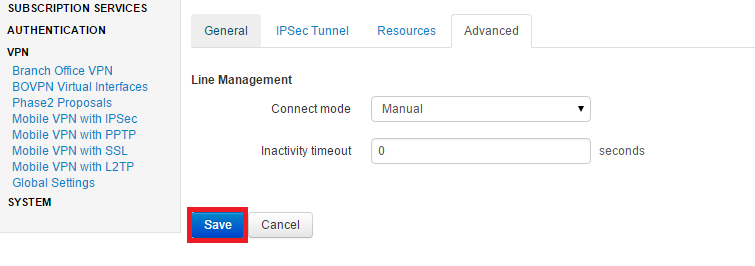 SUBSCRIPTION SERVICES
AUTHENTICATION
VPN
Branch Office VPN
BOVPN Virtual Interfaces
Phase2 Proposals
Mobile VPN with IPSec
Mobile VPN with PPTP
Mobile VPN with SSL
Mobile VPN with L2TP
Global Settings
SYSTEM
General IPSec Tunnel Resources Advanced
Line Management
Connect mode Manual
Inactivity timeout 0 seconds
Save Cancel